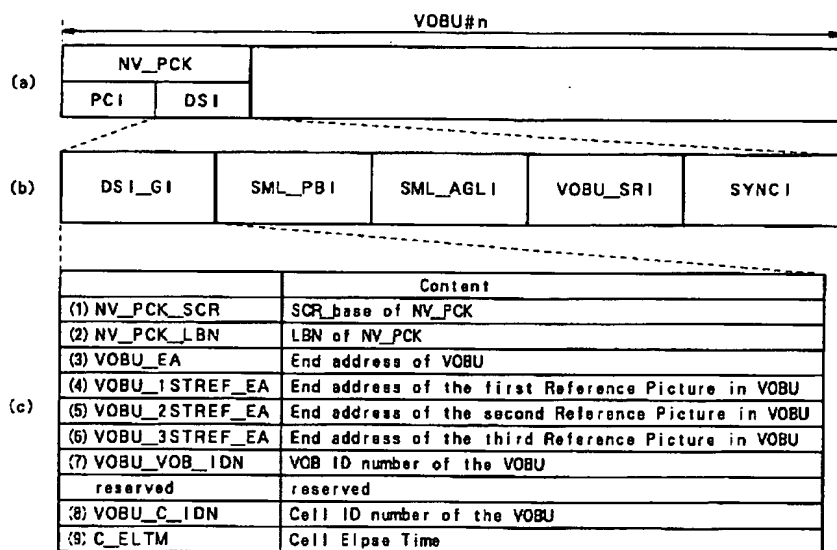 VOBU#n
(a)
NV_PCK
PCI DSI
(b)
DSI_GI SML_PBI SML_AGLI VOBU_SRI SYNCI
(c)
Content
(1) NV_PCK_SCR SCR_base of NV_PCK
(2) NV_PCK_LBN LBN of NV_PCK
(3) VOBU_EA End address of VOBU
(4) VOBU_1STREF_EA End address of the first Reference Picture in VOBU
(5) VOBU_2STREF_EA End address of the second Reference Picture in VOBU
(6) VOBU_3STREF_EA End address of the third Reference Picture in VOBU
(7) VOBU_VOB_IDN VOB ID number of the VOBU
reserved reserved
(8) VOBU_C_IDN Cell ID number of the VOBU
(9) C_ELTM Cell Elpse Time